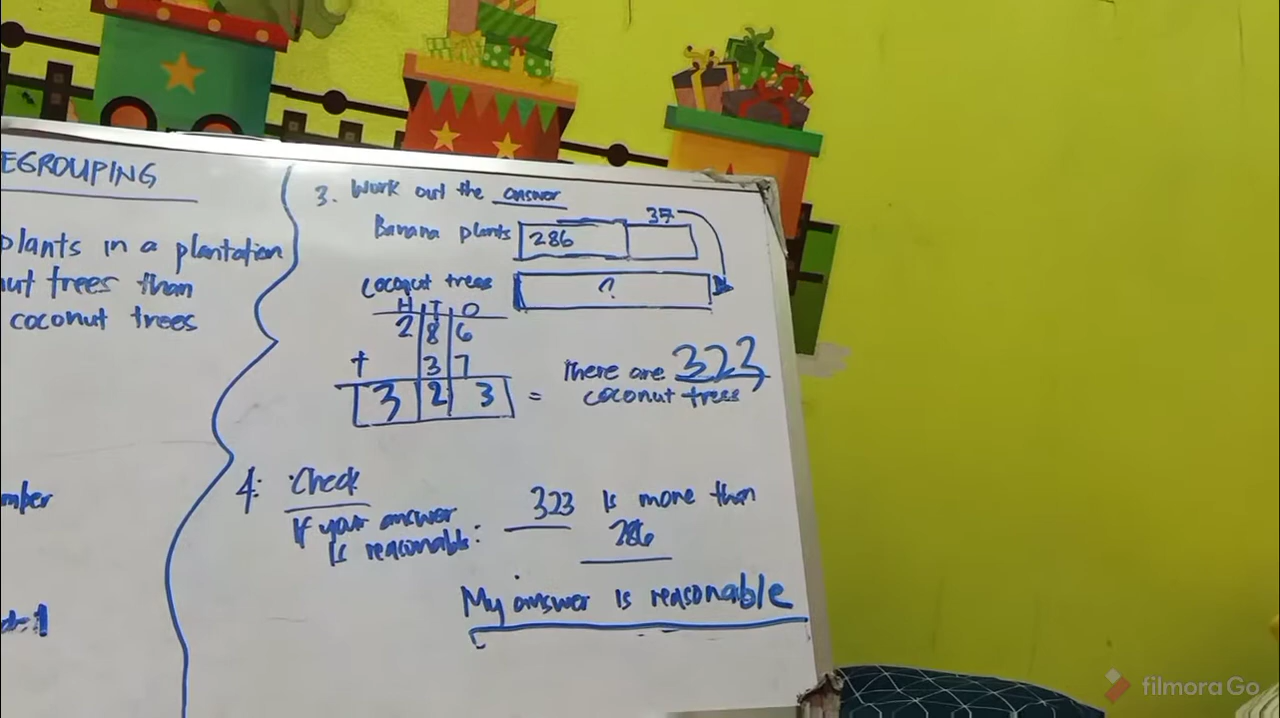 EGROUPING
plants in a plantation
ut trees than
coconut trees
mber
3. Work out the answer
37
Banana plants 286
coconut trees ?
H T O
2 8 6
+ 3 7
3 2 3 = There are 323
coconut trees
4. Check
If your answer
is reasonable:
323 is more than
286
My answer is reasonable
filmoraGo